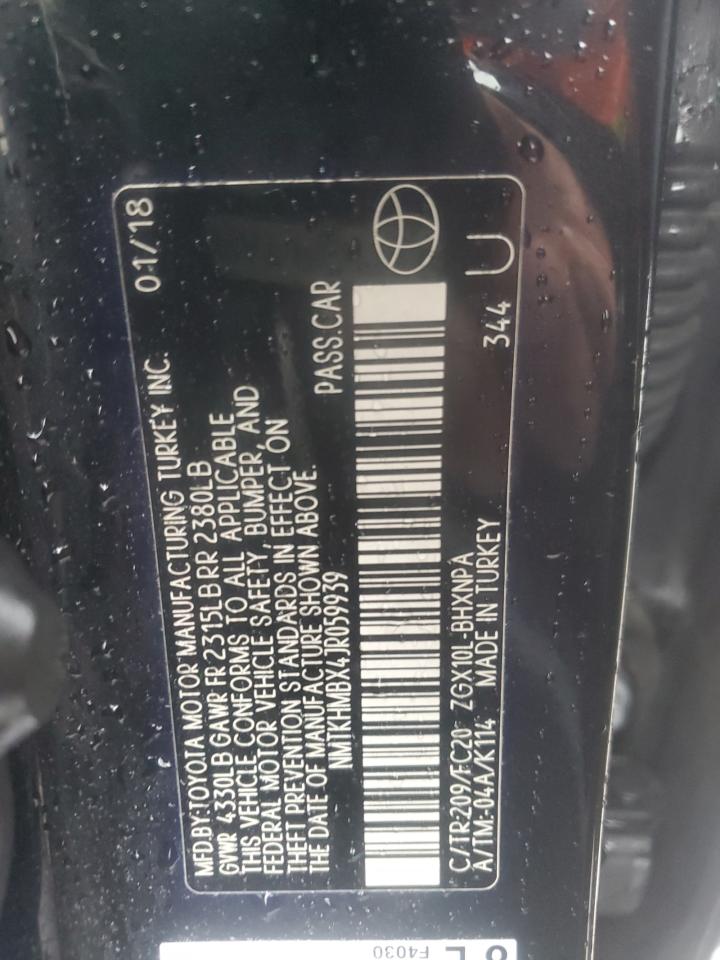 MFD.BY:TOYOTA MOTOR MANUFACTURING TURKEY INC. 01/18
GVWR 4330LB GAWR FR 2315LB RR 2380LB
THIS VEHICLE CONFORMS TO ALL APPLICABLE
FEDERAL MOTOR VEHICLE SAFETY, BUMPER, AND
THEFT PREVENTION STANDARDS IN EFFECT ON
THE DATE OF MANUFACTURE SHOWN ABOVE.
NMTKHMBX4JR059939 PASS.CAR
C/TR:209/FC20 ZGX10L-BHXNPA
A/TM:-04A/K114 MADE IN TURKEY 344 U
F4030